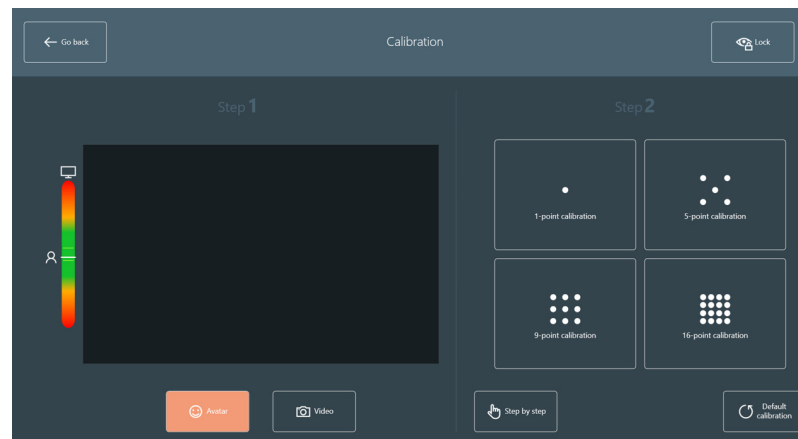 Go back
Calibration
Lock
Step 1
Step 2
1-point calibration
5-point calibration
9-point calibration
16-point calibration
Avatar
Video
Step by step
Default
calibration